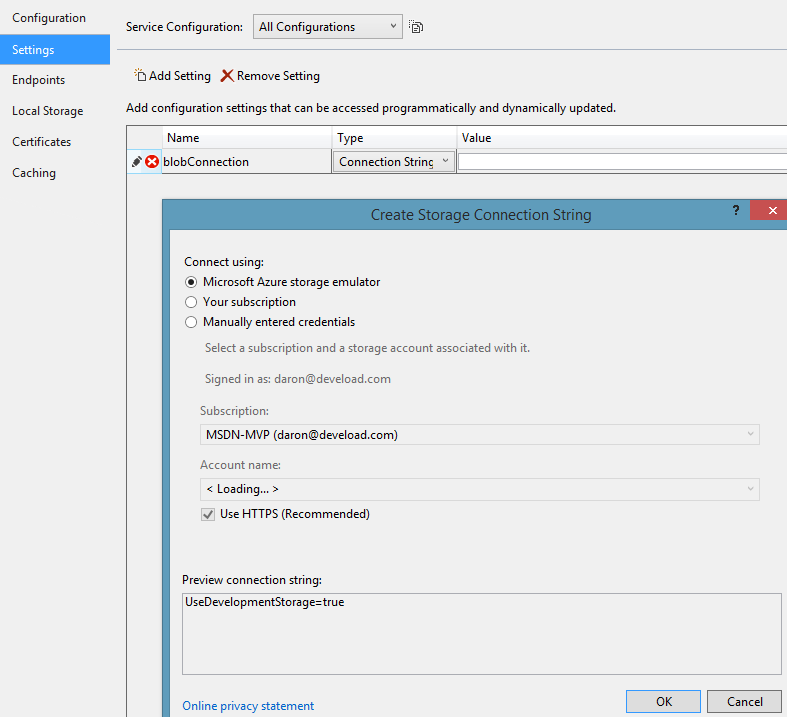 Configuration
Service Configuration: All Configurations
Settings
Add Setting Remove Setting
Endpoints
Local Storage
Add configuration settings that can be accessed programmatically and dynamically updated.
Certificates
Name Type Value
blobConnection Connection String
Caching
Create Storage Connection String ?
Connect using:
Microsoft Azure storage emulator
Your subscription
Manually entered credentials
Select a subscription and a storage account associated with it.
Signed in as: daron@deveload.com
Subscription:
MSDN-MVP (daron@deveload.com)
Account name:
< Loading... >
Use HTTPS (Recommended)
Preview connection string:
UseDevelopmentStorage=true
OK Cancel
Online privacy statement